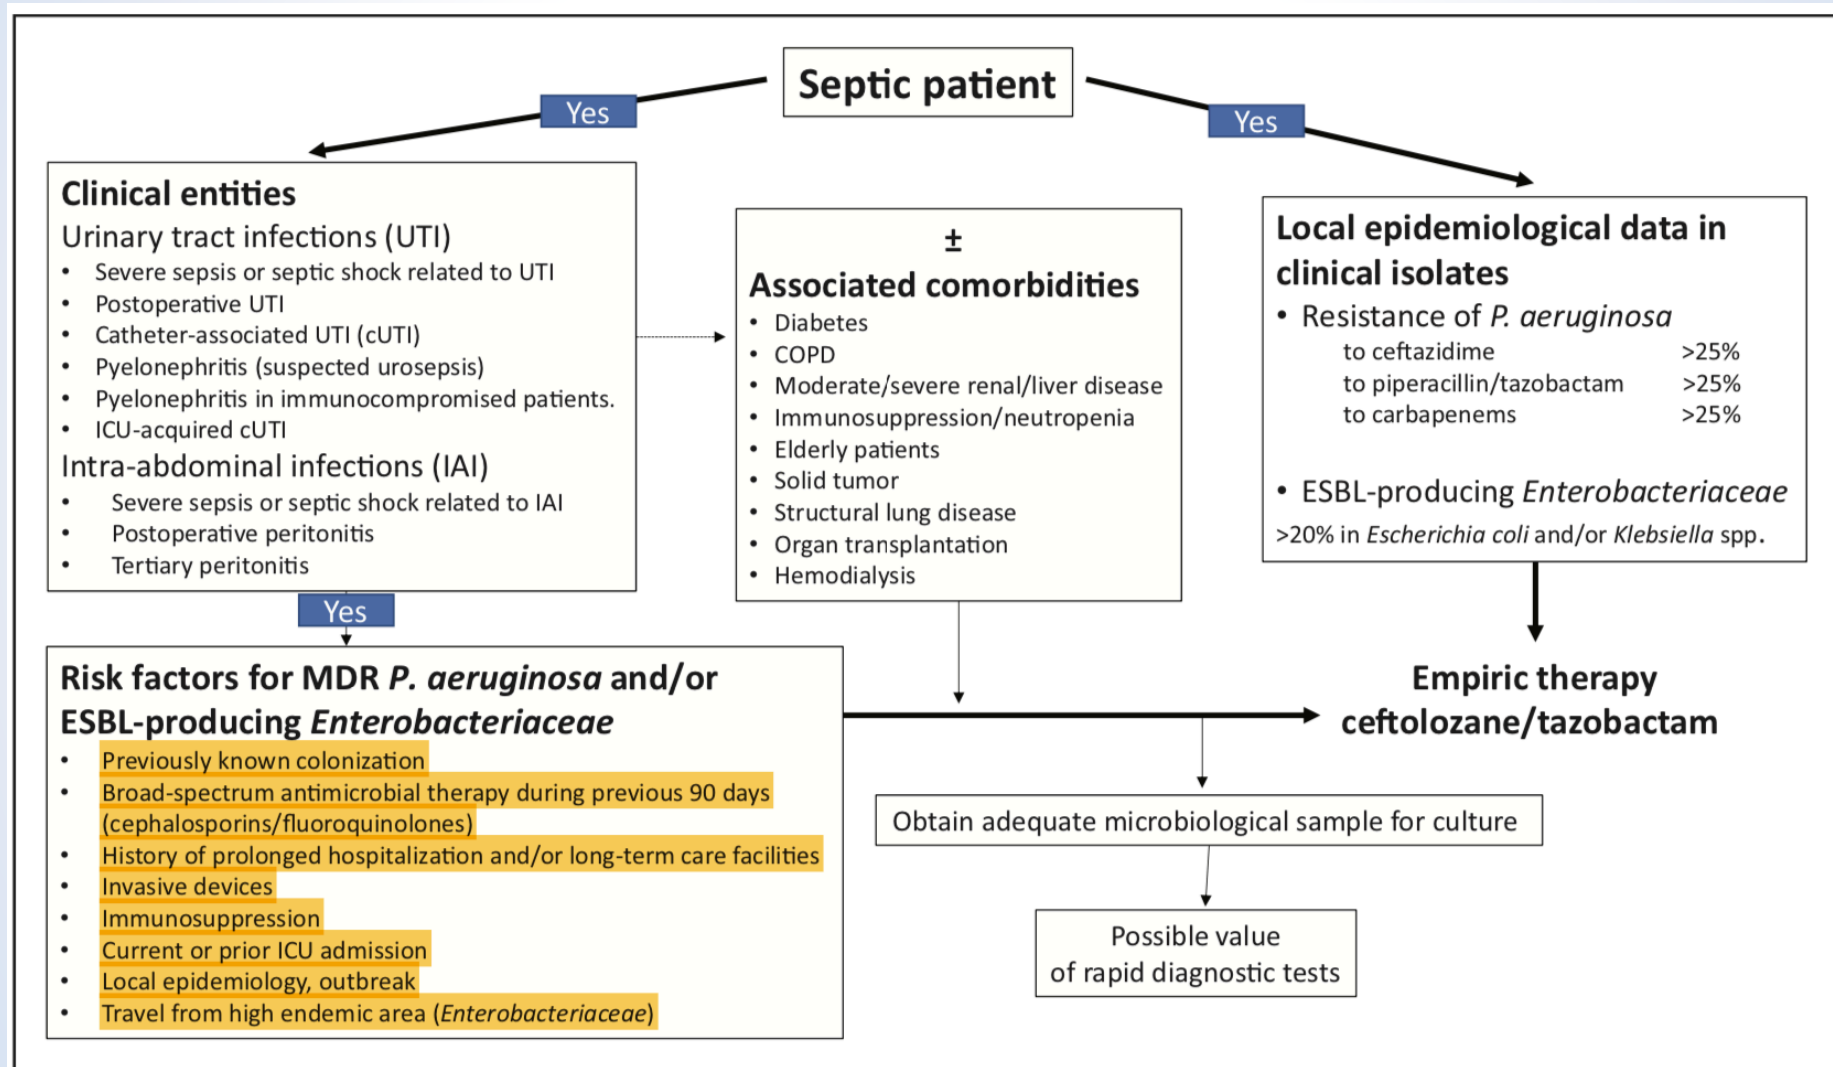 Septic patient
Yes
Yes
Clinical entities
Urinary tract infections (UTI)
• Severe sepsis or septic shock related to UTI
• Postoperative UTI
• Catheter-associated UTI (cUTI)
• Pyelonephritis (suspected urosepsis)
• Pyelonephritis in immunocompromised patients.
• ICU-acquired cUTI
Intra-abdominal infections (IAI)
• Severe sepsis or septic shock related to IAI
• Postoperative peritonitis
• Tertiary peritonitis
±
Associated comorbidities
• Diabetes
• COPD
• Moderate/severe renal/liver disease
• Immunosuppression/neutropenia
• Elderly patients
• Solid tumor
• Structural lung disease
• Organ transplantation
• Hemodialysis
Local epidemiological data in
clinical isolates
• Resistance of P. aeruginosa
to ceftazidime >25%
to piperacillin/tazobactam >25%
to carbapenems >25%
• ESBL-producing Enterobacteriaceae
>20% in Escherichia coli and/or Klebsiella spp.
Yes
Risk factors for MDR P. aeruginosa and/or
ESBL-producing Enterobacteriaceae
• Previously known colonization
• Broad-spectrum antimicrobial therapy during previous 90 days
(cephalosporins/fluoroquinolones)
• History of prolonged hospitalization and/or long-term care facilities
• Invasive devices
• Immunosuppression
• Current or prior ICU admission
• Local epidemiology, outbreak
• Travel from high endemic area (Enterobacteriaceae)
Empiric therapy
ceftolozane/tazobactam
Obtain adequate microbiological sample for culture
Possible value
of rapid diagnostic tests